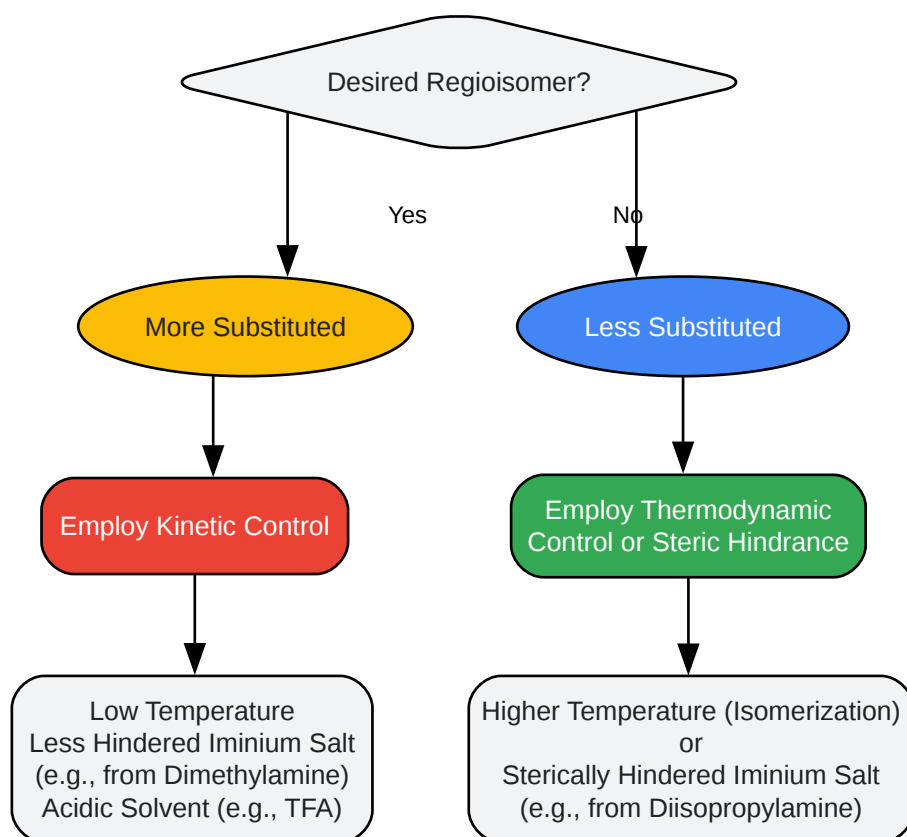 Desired Regioisomer?
Yes
No
More Substituted
Less Substituted
Employ Kinetic Control
Employ Thermodynamic
Control or Steric Hindrance
Low Temperature
Less Hindered Iminium Salt
(e.g., from Dimethylamine)
Acidic Solvent (e.g., TFA)
Higher Temperature (Isomerization)
or
Sterically Hindered Iminium Salt
(e.g., from Diisopropylamine)